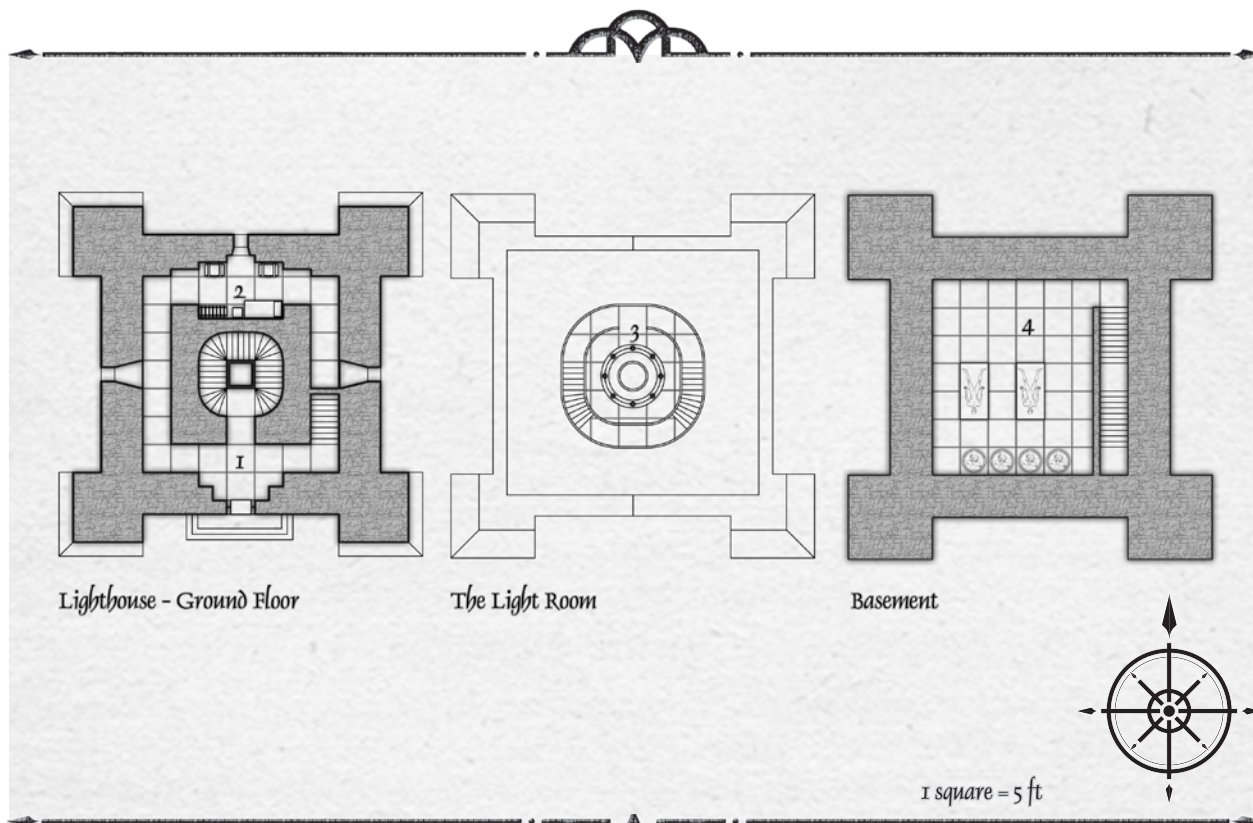 2
3
4
1
Lighthouse - Ground Floor
The Light Room
Basement
1 square = 5 ft